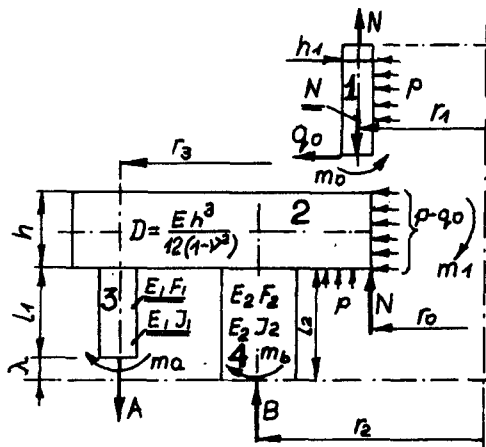 N
h1
1
p
N
r1
q0
m0
r3
h
D = Eh³ / 12(1-ν²)
2
p-q0
m1
l1
3
E1F1
E1J1
E2F2
E2J2
l2
p
N
r0
λ
ma
4
mb
A
B
r2